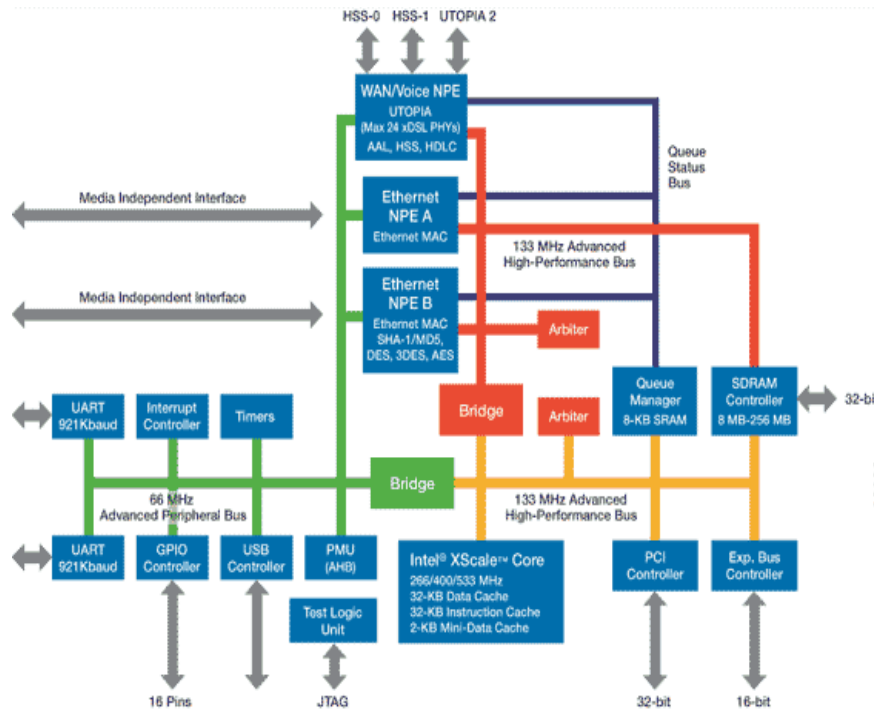 HSS-0
HSS-1
UTOPIA 2
WAN/Voice NPE
UTOPIA
(Max 24 xDSL PHYs)
AAL, HSS, HDLC
Queue
Status
Bus
Media Independent Interface
Ethernet
NPE A
Ethernet MAC
133 MHz Advanced
High-Performance Bus
Media Independent Interface
Ethernet
NPE B
Ethernet MAC
SHA-1/MD5,
DES, 3DES, AES
Arbiter
UART
921Kbaud
Interrupt
Controller
Timers
Bridge
Arbiter
Queue
Manager
8-KB SRAM
SDRAM
Controller
8 MB-256 MB
32-bit
Bridge
66 MHz
Advanced Peripheral Bus
133 MHz Advanced
High-Performance Bus
UART
921Kbaud
GPIO
Controller
USB
Controller
PMU
(AHB)
Intel® XScale™ Core
266/400/533 MHz
32-KB Data Cache
32-KB Instruction Cache
2-KB Mini-Data Cache
PCI
Controller
Exp. Bus
Controller
Test Logic
Unit
16 Pins
JTAG
32-bit
16-bit